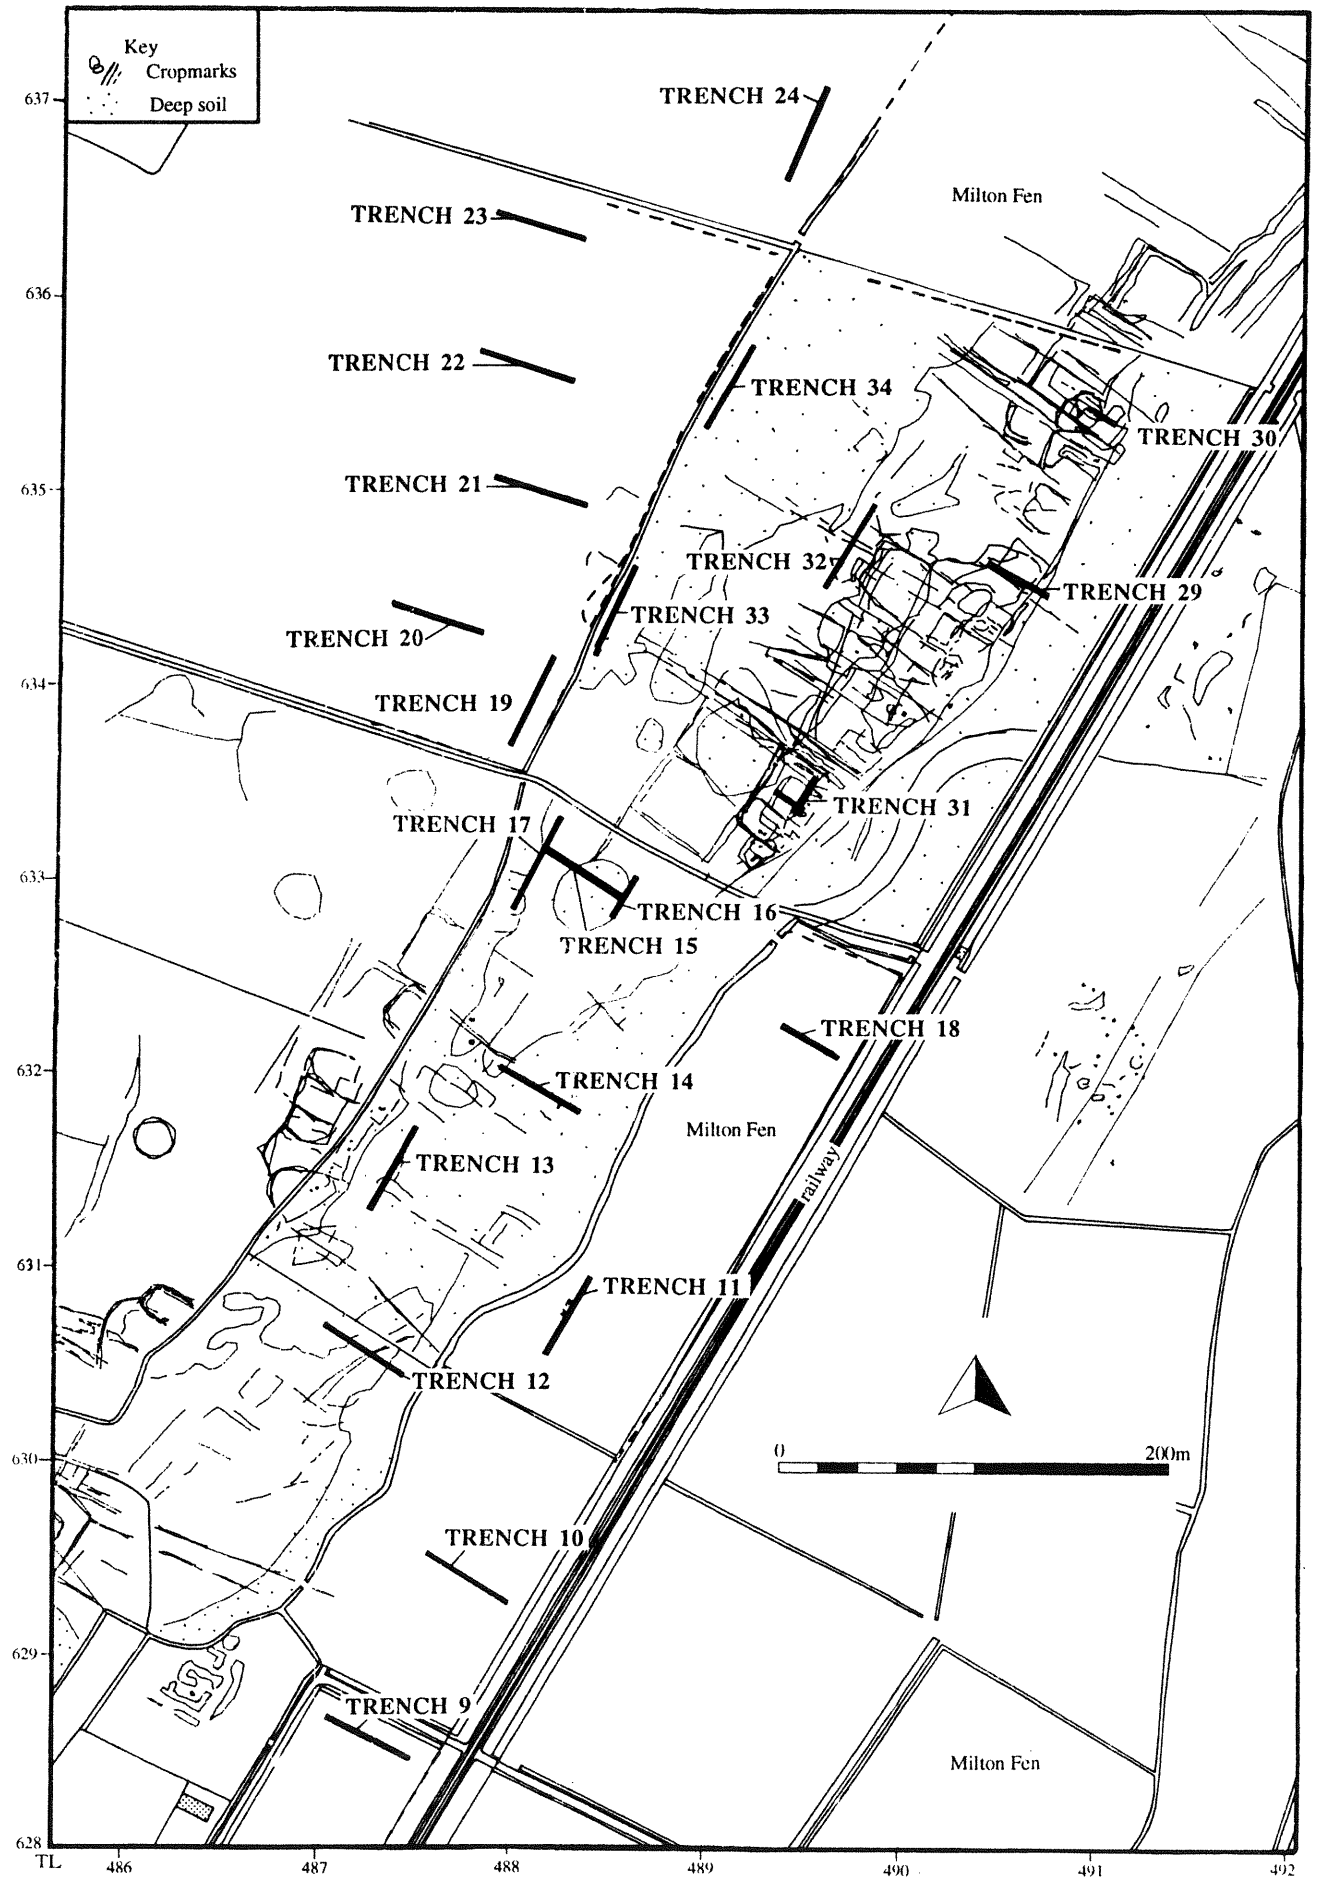 Key
Cropmarks
Deep soil
637
TRENCH 24
Milton Fen
TRENCH 23
636
TRENCH 22
TRENCH 34
TRENCH 30
635
TRENCH 21
TRENCH 32
TRENCH 29
TRENCH 33
TRENCH 20
634
TRENCH 19
TRENCH 31
TRENCH 17
633
TRENCH 16
TRENCH 15
TRENCH 18
632
TRENCH 14
Milton Fen
TRENCH 13
railway
631
TRENCH 11
TRENCH 12
630
0
200m
TRENCH 10
629
TRENCH 9
Milton Fen
628
TL
486
487
488
489
490
491
492